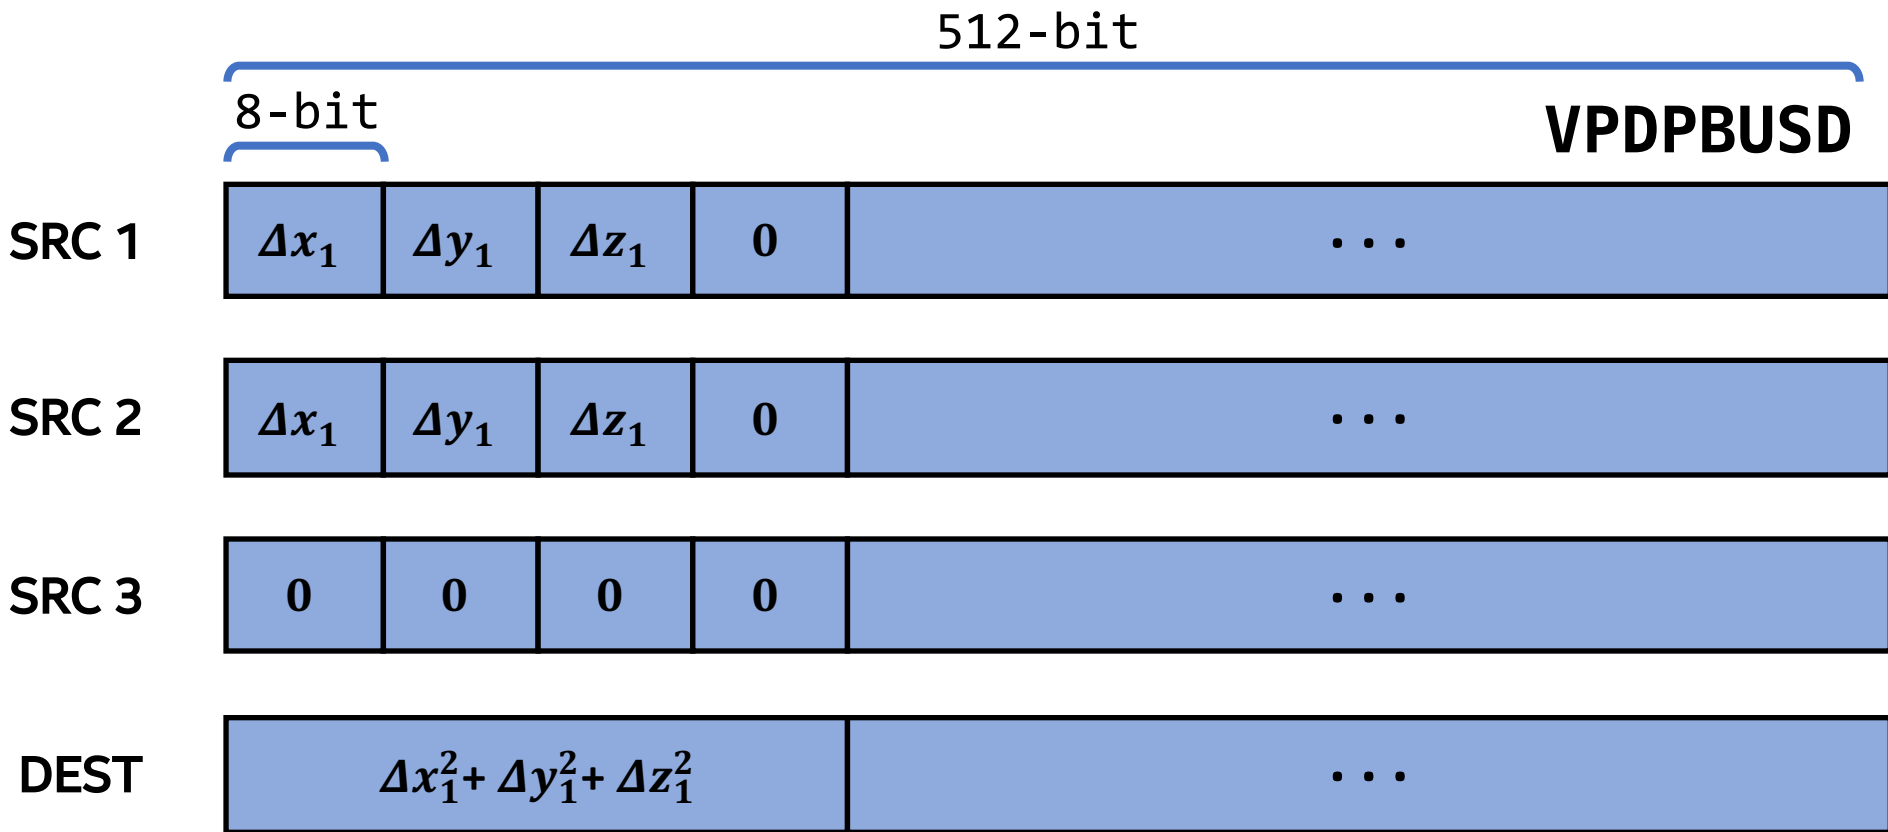 512-bit
8-bit
VPDPBUSD
SRC 1 Δx₁ Δy₁ Δz₁ 0 ...
SRC 2 Δx₁ Δy₁ Δz₁ 0 ...
SRC 3 0 0 0 0 ...
DEST Δx₁²+ Δy₁²+ Δz₁² ...